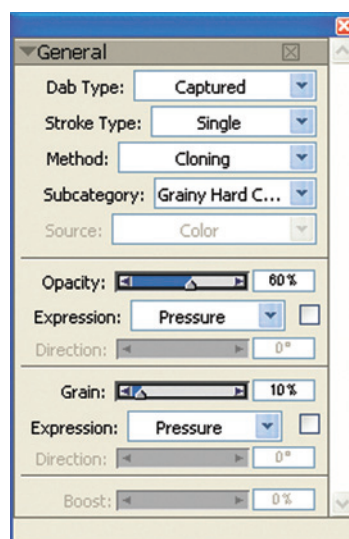 General
Dab Type: Captured
Stroke Type: Single
Method: Cloning
Subcategory: Grainy Hard C...
Source: Color
Opacity: 60%
Expression: Pressure
Direction: 0°
Grain: 10%
Expression: Pressure
Direction: 0°
Boost: 0%